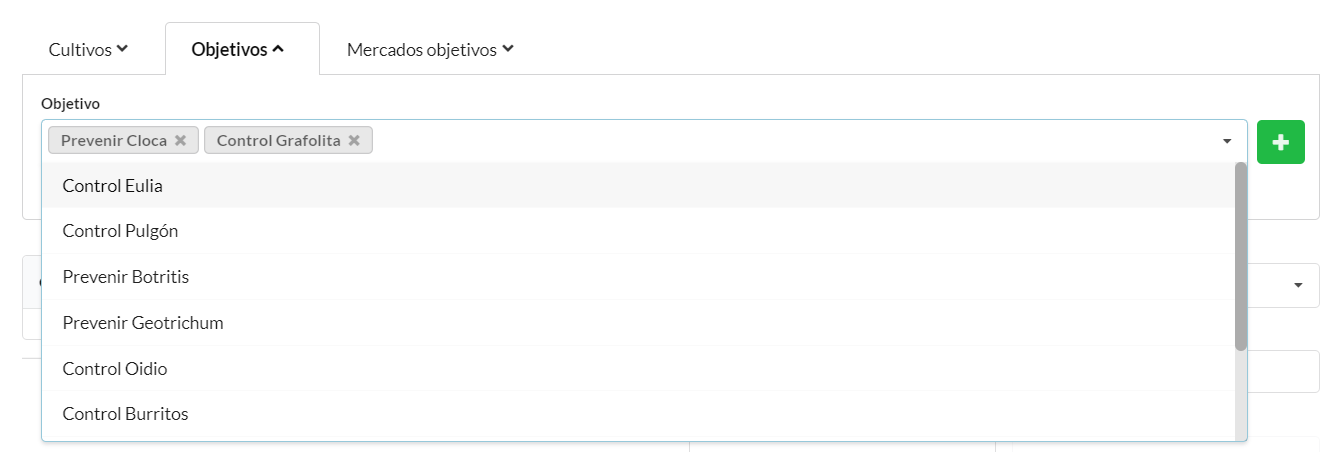 Cultivos
Objetivos
Mercados objetivos
Objetivo
Prevenir Cloca
Control Grafolita
Control Eulia
Control Pulgón
Prevenir Botritis
Prevenir Geotrichum
Control Oidio
Control Burritos